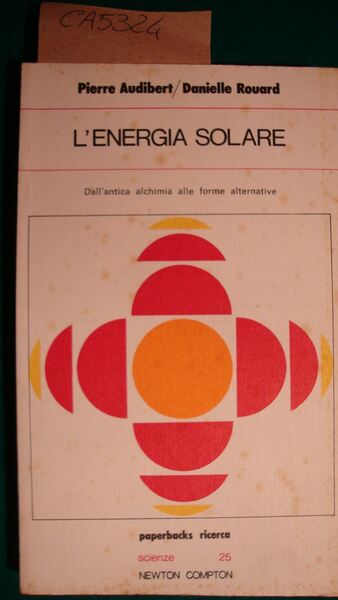 CA5324
Pierre Audibert/Danielle Rouard
L'ENERGIA SOLARE
Dall'antica alchimia alle forme alternative
paperbacks ricerca
scienze 25
NEWTON COMPTON